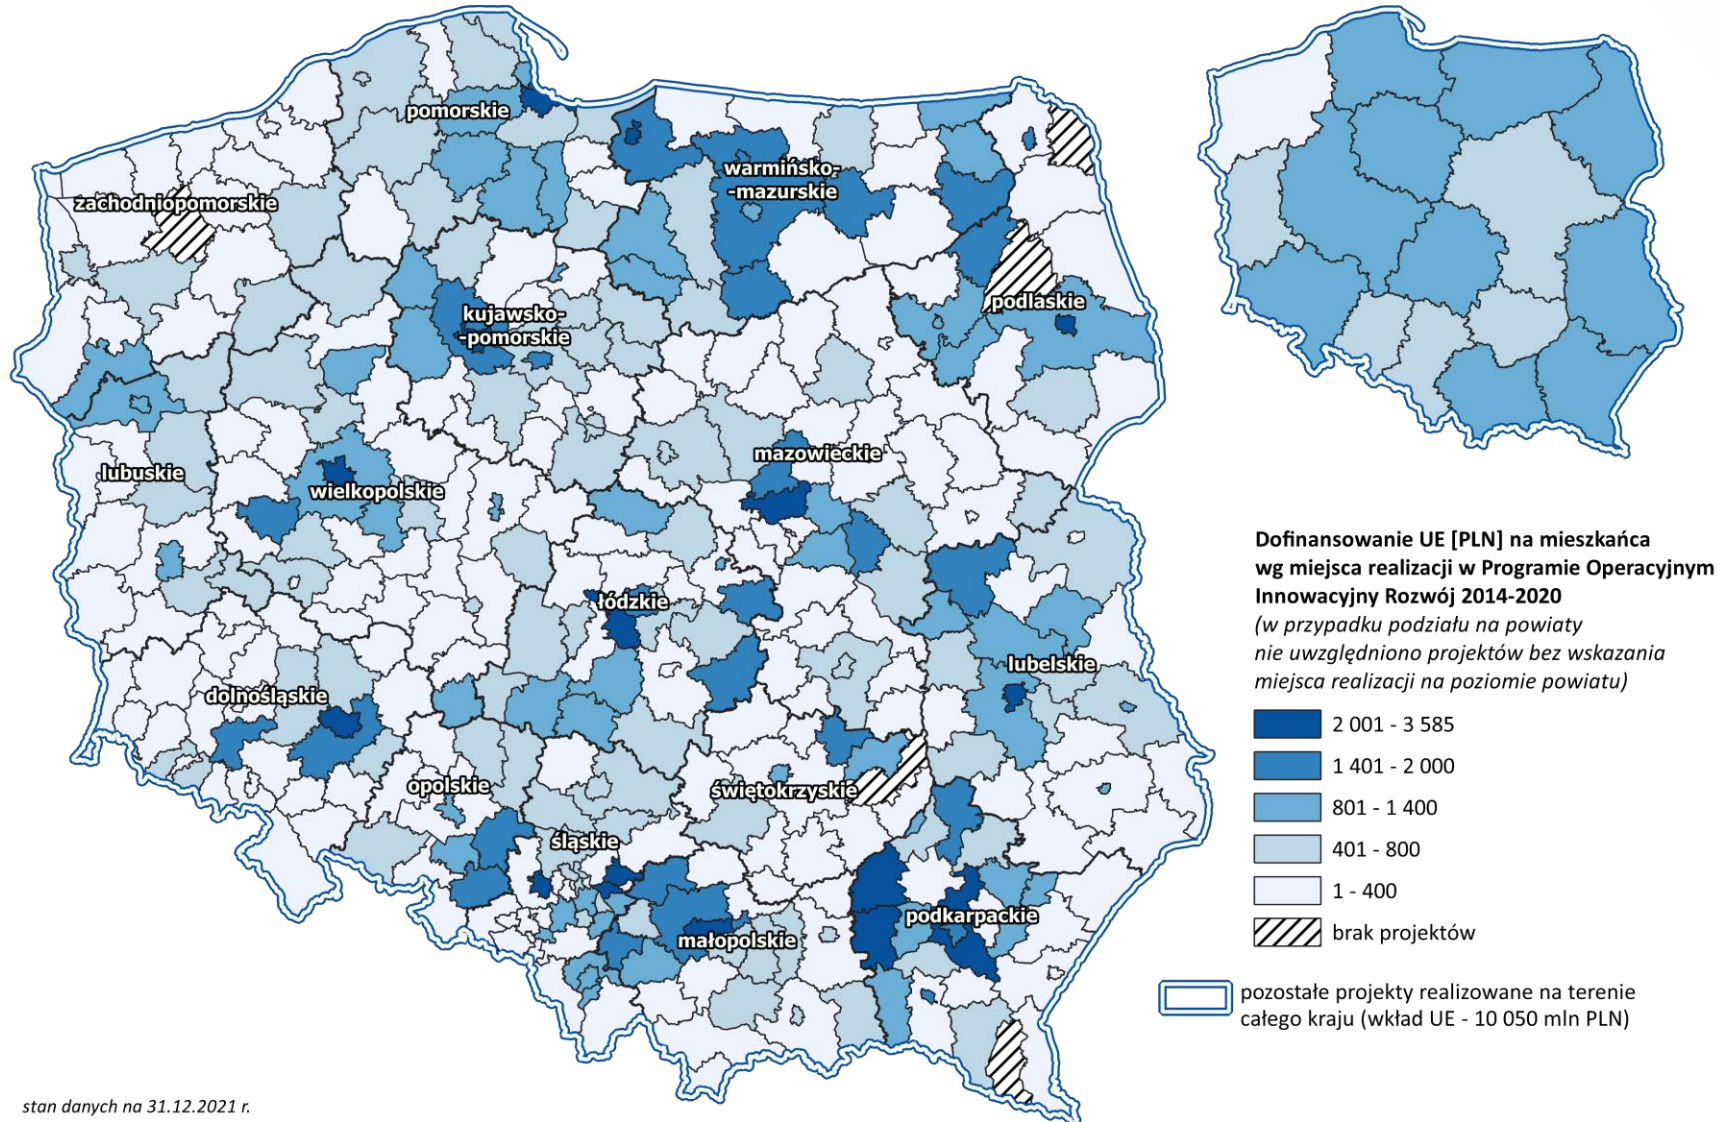 pomorskie
warmińsko-
-mazurskie
zachodniopomorskie
podlaskie
kujawsko-
-pomorskie
mazowieckie
lubuskie
wielkopolskie
łódzkie
lubelskie
dolnośląskie
opolskie
świętokrzyskie
śląskie
podkarpackie
małopolskie
Dofinansowanie UE [PLN] na mieszkańca
wg miejsca realizacji w Programie Operacyjnym
Innowacyjny Rozwój 2014-2020
(w przypadku podziału na powiaty
nie uwzględniono projektów bez wskazania
miejsca realizacji na poziomie powiatu)
2 001 - 3 585
1 401 - 2 000
801 - 1 400
401 - 800
1 - 400
brak projektów
pozostałe projekty realizowane na terenie
całego kraju (wkład UE - 10 050 mln PLN)
stan danych na 31.12.2021 r.